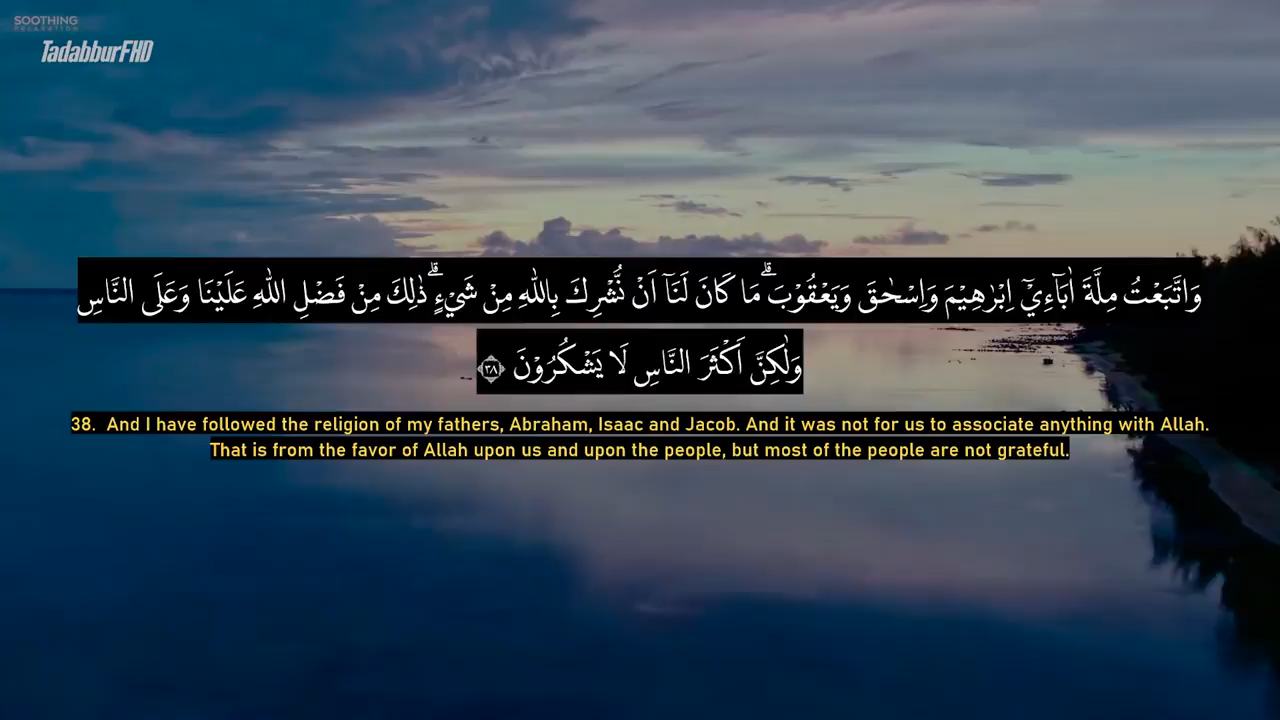 SOOTHING
RELAXATION
TadabburFHD
وَاتَّبَعْتُ مِلَّةَ اٰبَاۤءِيْٓ اِبْرٰهِيْمَ وَاِسْحٰقَ وَيَعْقُوْبَۗ مَا كَانَ لَنَآ اَنْ نُّشْرِكَ بِاللّٰهِ مِنْ شَيْءٍۗ ذٰلِكَ مِنْ فَضْلِ اللّٰهِ عَلَيْنَا وَعَلَى النَّاسِ
وَلٰكِنَّ اَكْثَرَ النَّاسِ لَا يَشْكُرُوْنَ ٣٨
38. And I have followed the religion of my fathers, Abraham, Isaac and Jacob. And it was not for us to associate anything with Allah.
That is from the favor of Allah upon us and upon the people, but most of the people are not grateful.